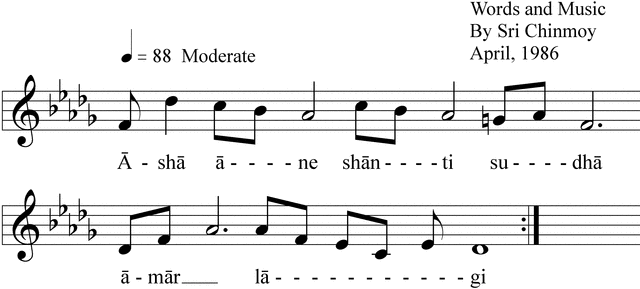 Words and Music
By Sri Chinmoy
April, 1986
= 88 Moderate
Ā - shā ā - - - - ne shān - - - - ti su - - - - dhā
ā - mār___ lā - - - - - - - - - - - gi